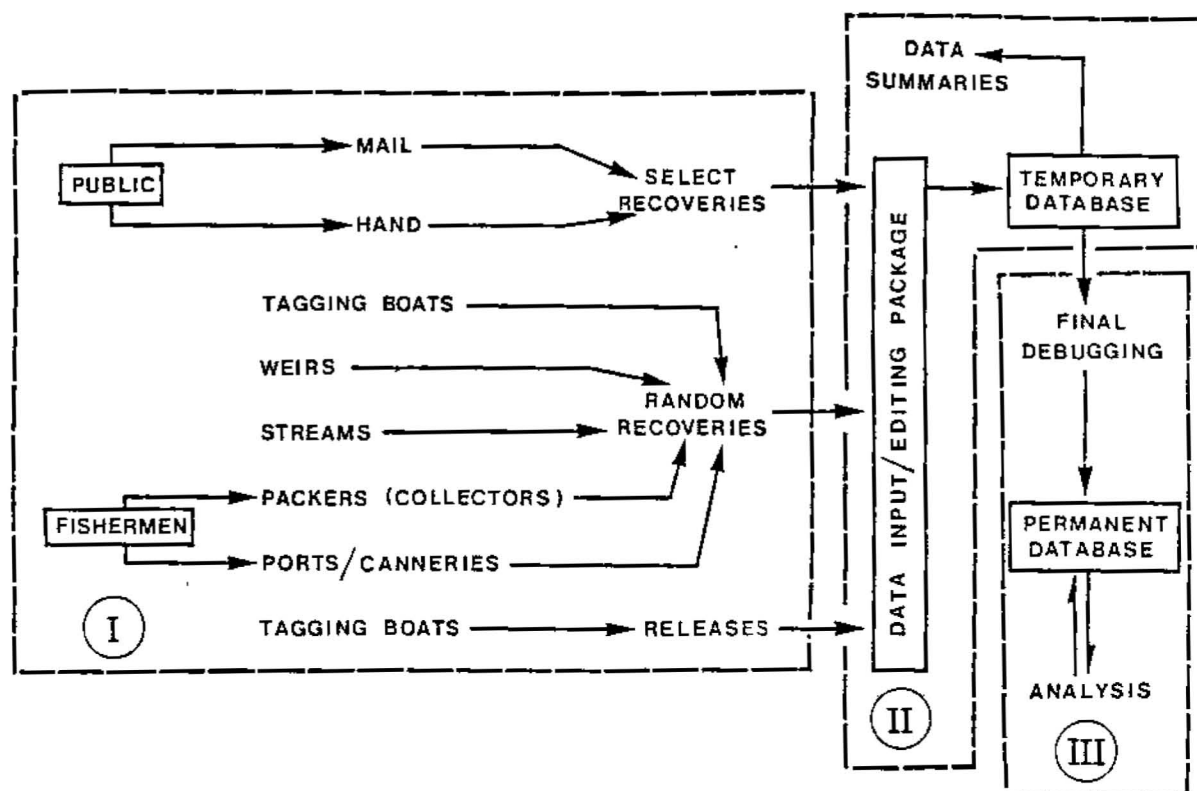 DATA
SUMMARIES
MAIL
PUBLIC
SELECT
RECOVERIES
HAND
TEMPORARY
DATABASE
TAGGING BOATS
WEIRS
RANDOM
RECOVERIES
STREAMS
PACKERS (COLLECTORS)
FISHERMEN
PORTS/CANNERIES
TAGGING BOATS
RELEASES
I
DATA INPUT/EDITING PACKAGE
II
FINAL
DEBUGGING
PERMANENT
DATABASE
ANALYSIS
III